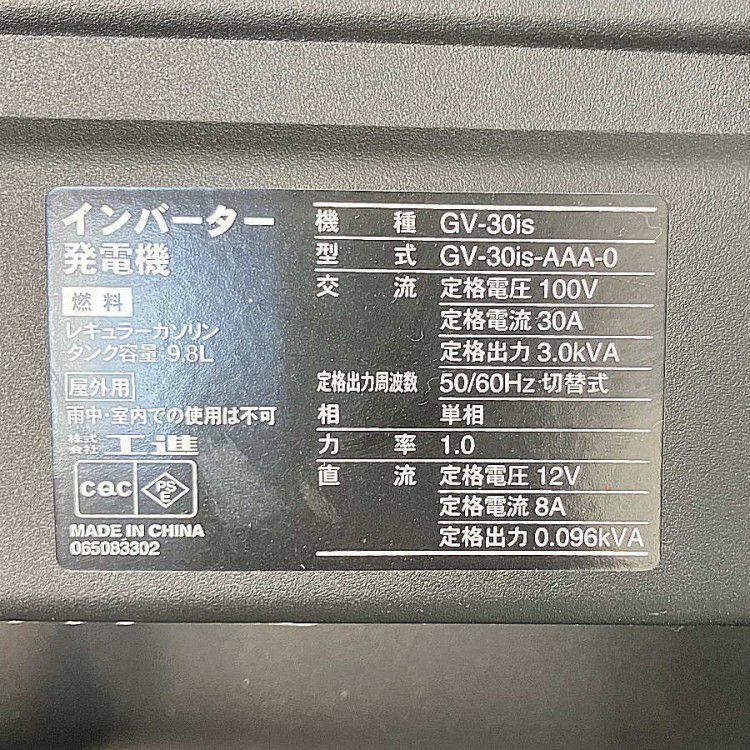 インバーター
発電機
燃料
レギュラーガソリン
タンク容量・9.8L
屋外用
雨中・室内での使用は不可
株式会社 工進
CQC PSE
MADE IN CHINA
065083302
機種 GV-30is
型式 GV-30is-AAA-0
交流 定格電圧 100V
定格電流 30A
定格出力 3.0kVA
定格出力周波数 50/60Hz 切替式
相 単相
力率 1.0
直流 定格電圧 12V
定格電流 8A
定格出力 0.096kVA